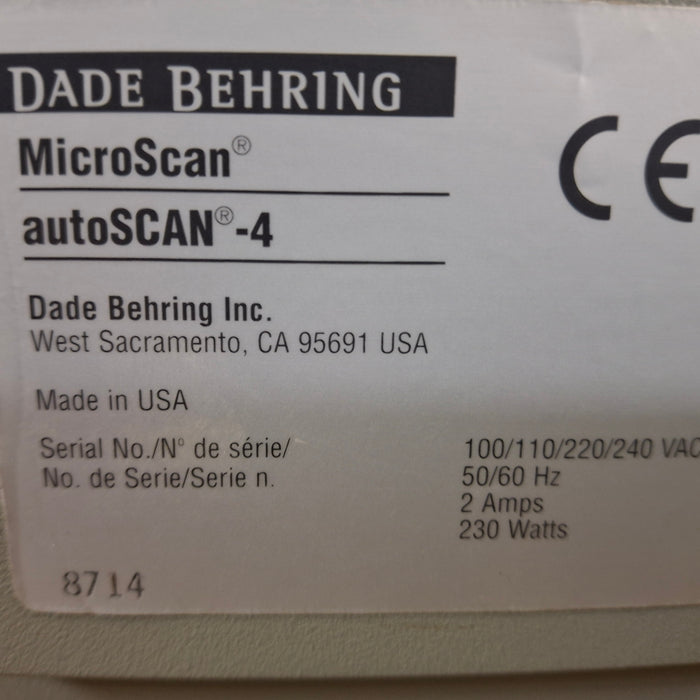 DADE BEHRING
MicroScan®
autoSCAN®-4
CE
Dade Behring Inc.
West Sacramento, CA 95691 USA
Made in USA
Serial No./N° de série/
No. de Serie/Serie n.
100/110/220/240 VAC
50/60 Hz
2 Amps
230 Watts
8714